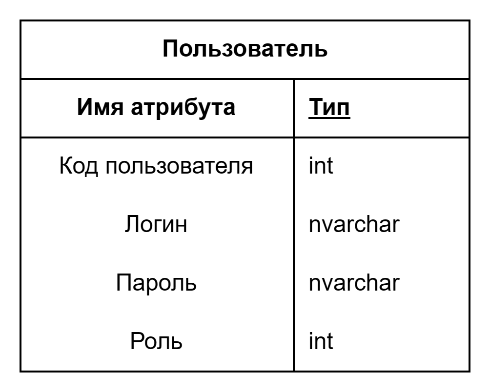 Пользователь
Имя атрибута Тип
Код пользователя int
Логин nvarchar
Пароль nvarchar
Роль int